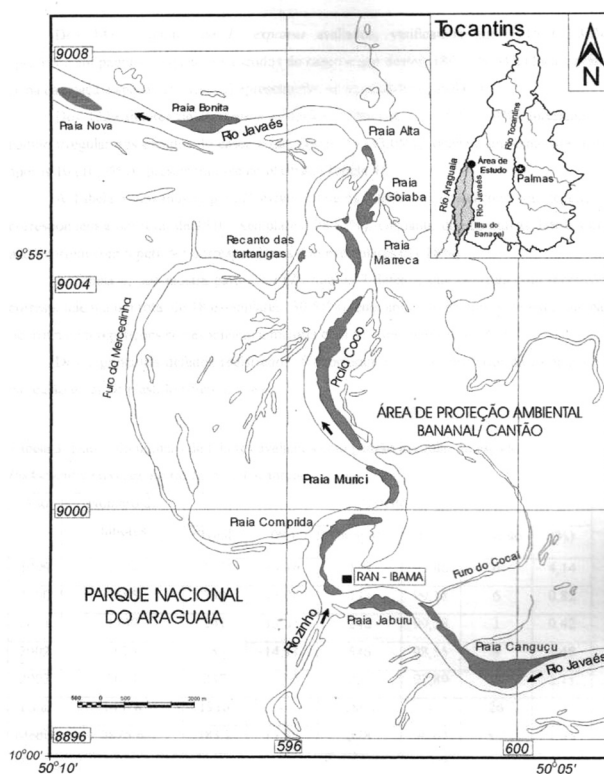 9008
Praia Bonita
Praia Nova
Rio Javaés
Praia Alta
Praia
Goiaba
Recanto das
tartarugas
Praia
Marreca
9°55'
9004
Furo da Mercedinha
Praia Coco
ÁREA DE PROTEÇÃO AMBIENTAL
BANANAL/ CANTÃO
Praia Murici
9000
Praia Comprida
RAN - IBAMA
Furo do Cocal
PARQUE NACIONAL
DO ARAGUAIA
Riozinho
Praia Jaburu
Praia Canguçu
Rio Javaés
500 0 500 1000 2000 m
8896
10°00'
596
600
50°10'
50°05'
Tocantins
N
Rio Tocantins
Área de
Estudo
Palmas
Rio Araguaia
Rio Javaés
Ilha do
Bananal